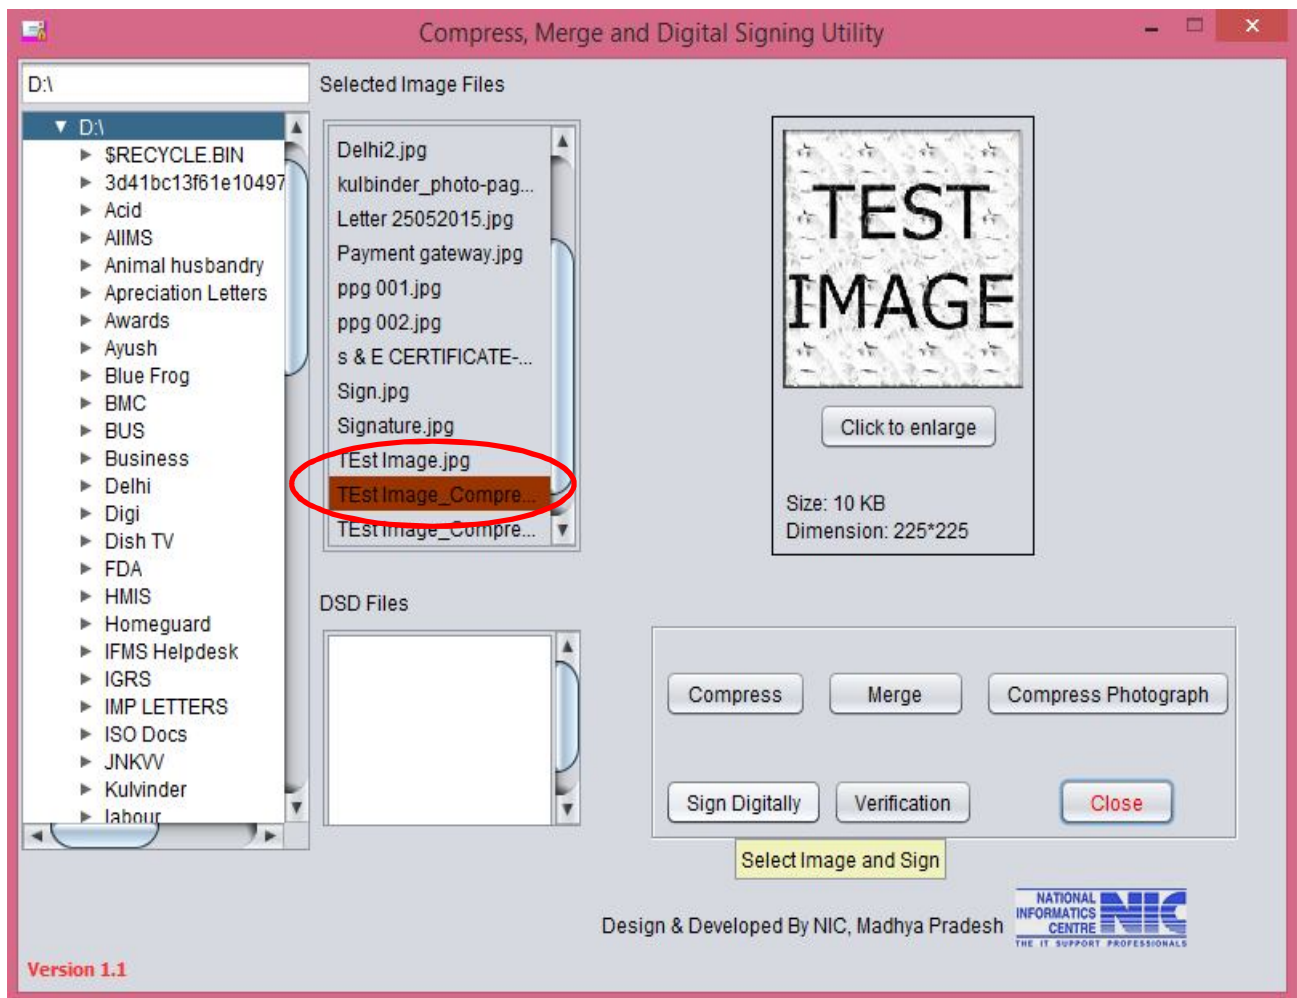 Compress, Merge and Digital Signing Utility
D:\
Selected Image Files
D:\
$RECYCLE.BIN
3d41bc13f61e10497
Acid
AIIMS
Animal husbandry
Apreciation Letters
Awards
Ayush
Blue Frog
BMC
BUS
Business
Delhi
Digi
Dish TV
FDA
HMIS
Homeguard
IFMS Helpdesk
IGRS
IMP LETTERS
ISO Docs
JNKVV
Kulvinder
labour
Delhi2.jpg
kulbinder_photo-pag...
Letter 25052015.jpg
Payment gateway.jpg
ppg 001.jpg
ppg 002.jpg
s & E CERTIFICATE-...
Sign.jpg
Signature.jpg
TEst Image.jpg
TEst Image_Compre...
TEst Image_Compre...
TEST
IMAGE
Click to enlarge
Size: 10 KB
Dimension: 225*225
DSD Files
Compress
Merge
Compress Photograph
Sign Digitally
Verification
Close
Select Image and Sign
Design & Developed By NIC, Madhya Pradesh
NATIONAL
INFORMATICS
CENTRE
NIC
THE IT SUPPORT PROFESSIONALS
Version 1.1